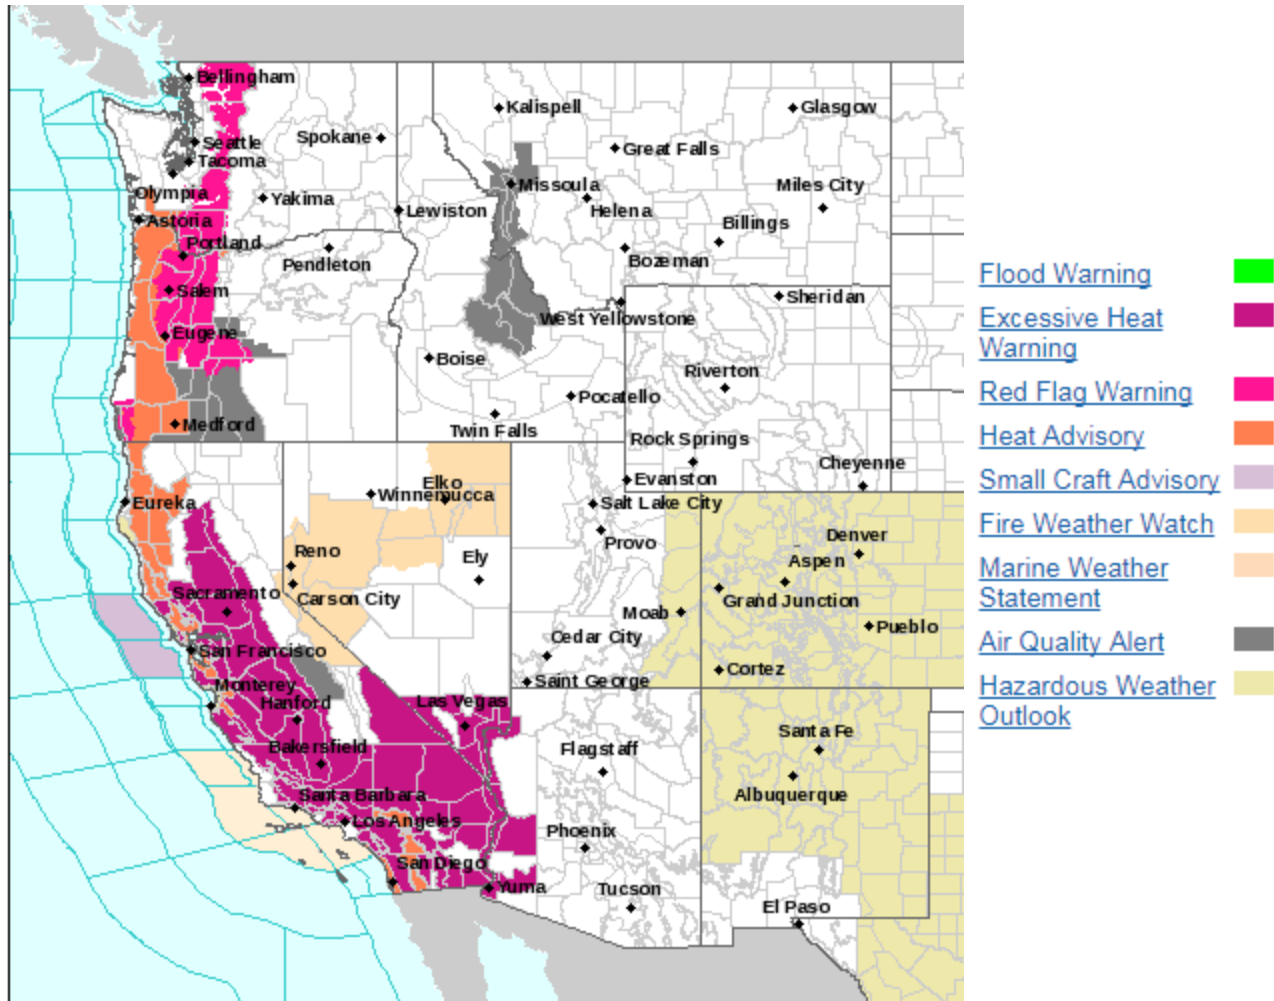 Bellingham
Kalispell
Glasgow
Spokane
Seattle
Great Falls
Tacoma
Missoula
Miles City
Olympia
Yakima
Lewiston
Helena
Astoria
Billings
Portland
Pendleton
Bozeman
Salem
Sheridan
West Yellowstone
Eugene
Boise
Riverton
Pocatello
Medford
Twin Falls
Rock Springs
Cheyenne
Elko
Evanston
Winnemucca
Eureka
Salt Lake City
Denver
Provo
Reno
Ely
Aspen
Sacramento
Carson City
Grand Junction
Moab
Pueblo
Cedar City
San Francisco
Cortez
Saint George
Monterey
Hanford
Las Vegas
Santa Fe
Bakersfield
Flagstaff
Santa Barbara
Albuquerque
Los Angeles
Phoenix
San Diego
Yuma
Tucson
El Paso
Flood Warning
Excessive Heat
Warning
Red Flag Warning
Heat Advisory
Small Craft Advisory
Fire Weather Watch
Marine Weather
Statement
Air Quality Alert
Hazardous Weather
Outlook